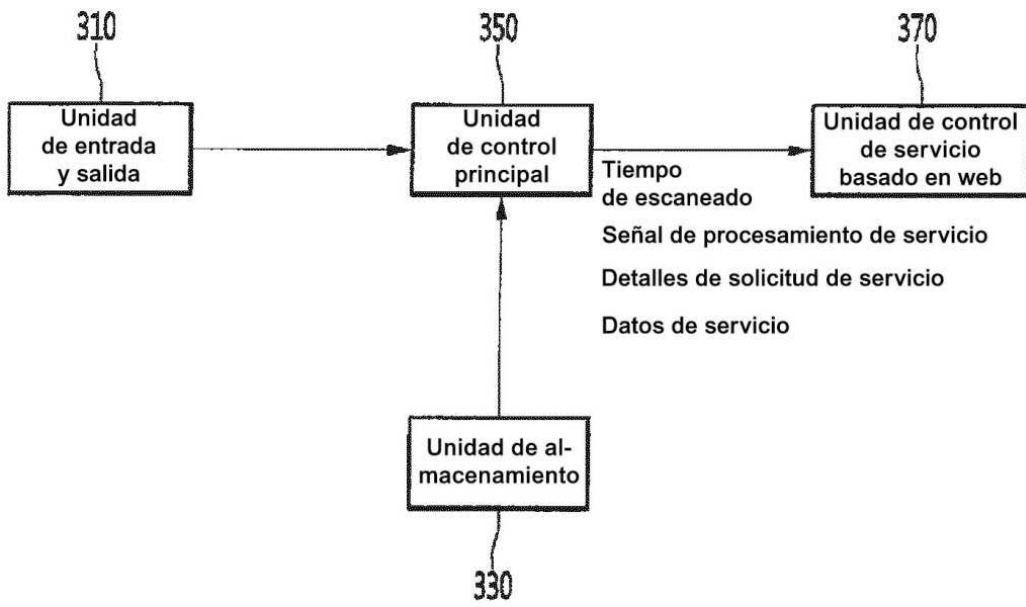 310
350
370
Unidad
de entrada
y salida
Unidad
de control
principal
Unidad de control
de servicio
basado en web
Tiempo
de escaneado
Señal de procesamiento de servicio
Detalles de solicitud de servicio
Datos de servicio
Unidad de al-
macenamiento
330